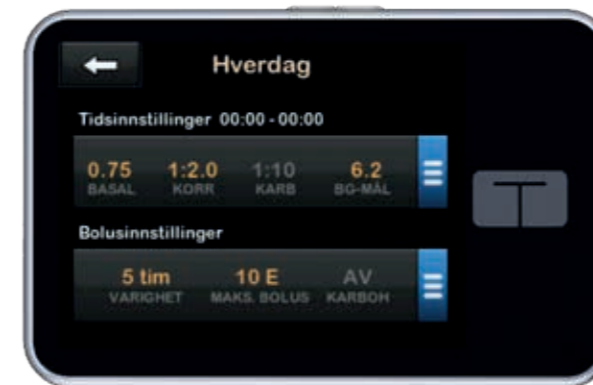 Hverdag
Tidsinnstillinger 00:00 - 00:00
0.75 1:2.0 1:10 6.2
BASAL KORR KARB BG-MÅL
Bolusinnstillinger
5 tim 10 E AV
VARIGHET MAKS. BOLUS KARBOH